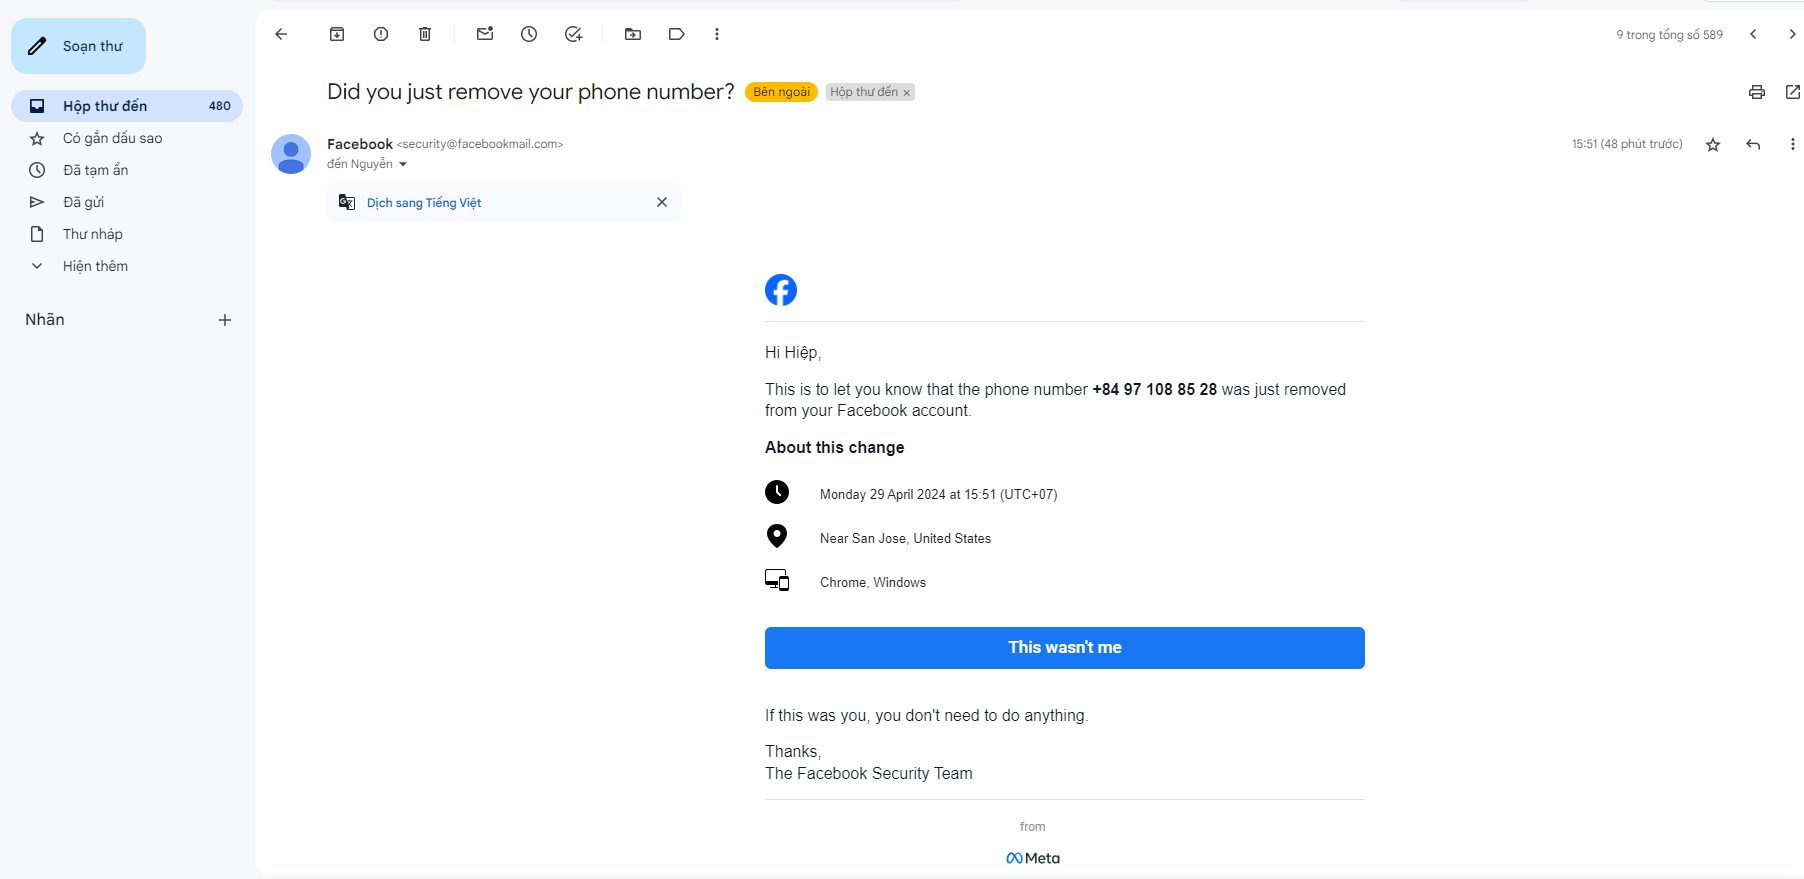 Soạn thư
9 trong tổng số 589
Did you just remove your phone number? Bên ngoài Hộp thư đến ×
Hộp thư đến 480
Có gắn dấu sao
Đã tạm ẩn
Đã gửi
Thư nháp
Hiện thêm
Nhãn
Facebook <security@facebookmail.com>
15:51 (48 phút trước)
đến Nguyễn
Dịch sang Tiếng Việt
Hi Hiệp,
This is to let you know that the phone number +84 97 108 85 28 was just removed
from your Facebook account.
About this change
Monday 29 April 2024 at 15:51 (UTC+07)
Near San Jose, United States
Chrome, Windows
This wasn't me
If this was you, you don't need to do anything.
Thanks,
The Facebook Security Team
from
Meta